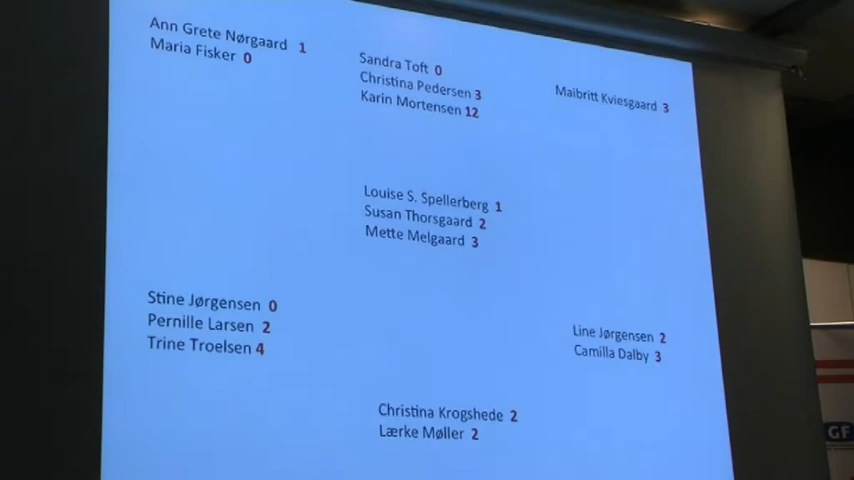 Ann Grete Nørgaard 1
Maria Fisker 0
Sandra Toft 0
Christina Pedersen 3
Karin Mortensen 12
Maibritt Kviesgaard 3
Louise S. Spellerberg 1
Susan Thorsgaard 2
Mette Melgaard 3
Stine Jørgensen 0
Pernille Larsen 2
Trine Troelsen 4
Line Jørgensen 2
Camilla Dalby 3
Christina Krogshede 2
Lærke Møller 2
GF